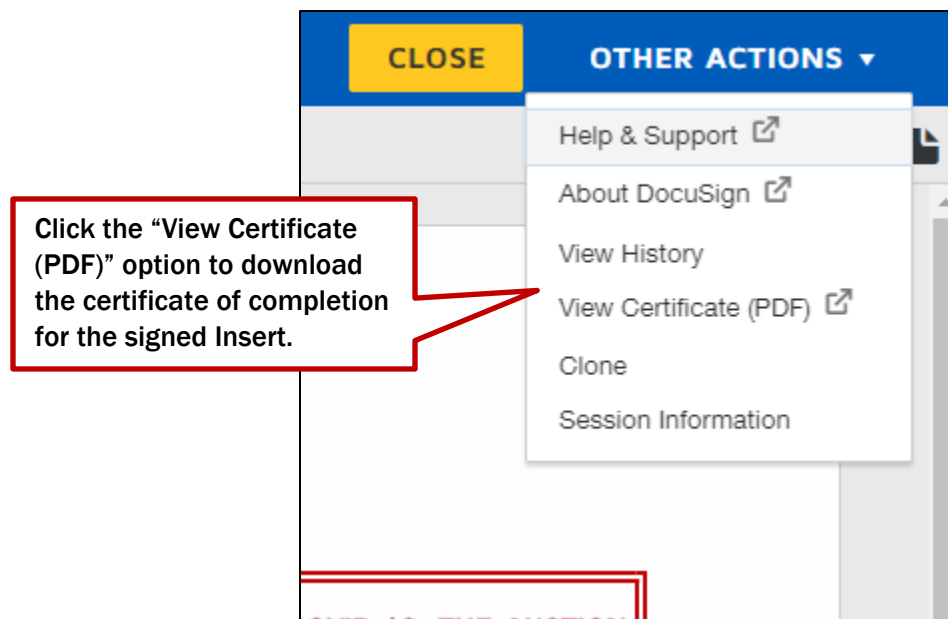 CLOSE
OTHER ACTIONS
Help & Support
About DocuSign
Click the “View Certificate
(PDF)” option to download
the certificate of completion
for the signed Insert.
View History
View Certificate (PDF)
Clone
Session Information